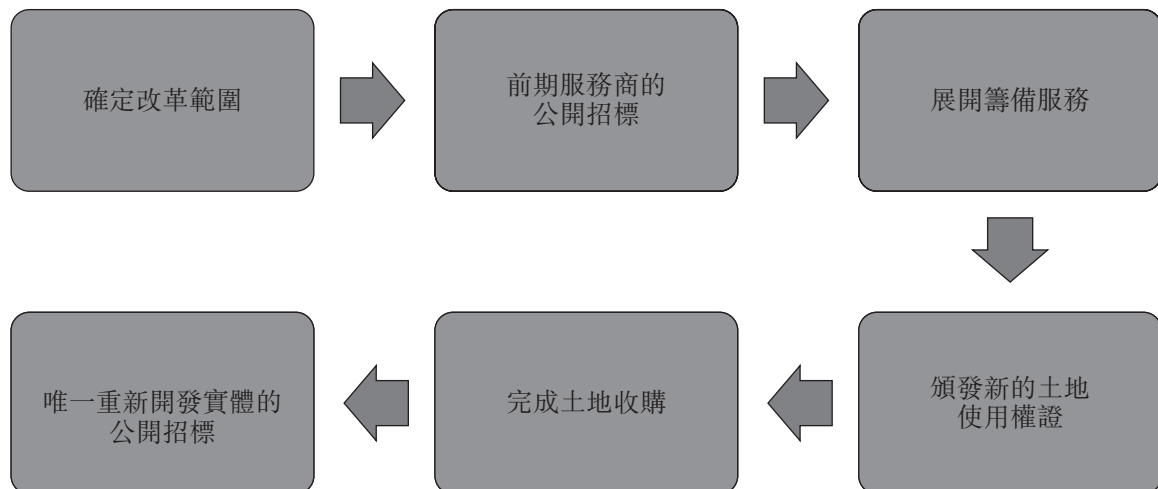 確定改革範圍
前期服務商的
公開招標
展開籌備服務
頒發新的土地
使用權證
完成土地收購
唯一重新開發實體的
公開招標